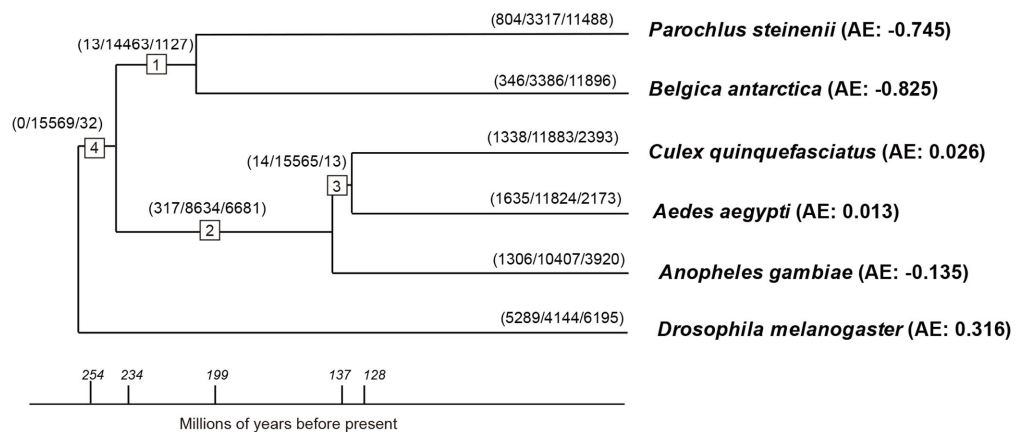 (804/3317/11488)
Parochlus steinenii (AE: -0.745)
(13/14463/1127)
1
(346/3386/11896)
Belgica antarctica (AE: -0.825)
(0/15569/32)
4
(1338/11883/2393)
Culex quinquefasciatus (AE: 0.026)
(14/15565/13)
3
(1635/11824/2173)
Aedes aegypti (AE: 0.013)
(317/8634/6681)
2
(1306/10407/3920)
Anopheles gambiae (AE: -0.135)
(5289/4144/6195)
Drosophila melanogaster (AE: 0.316)
254 234 199 137 128
Millions of years before present